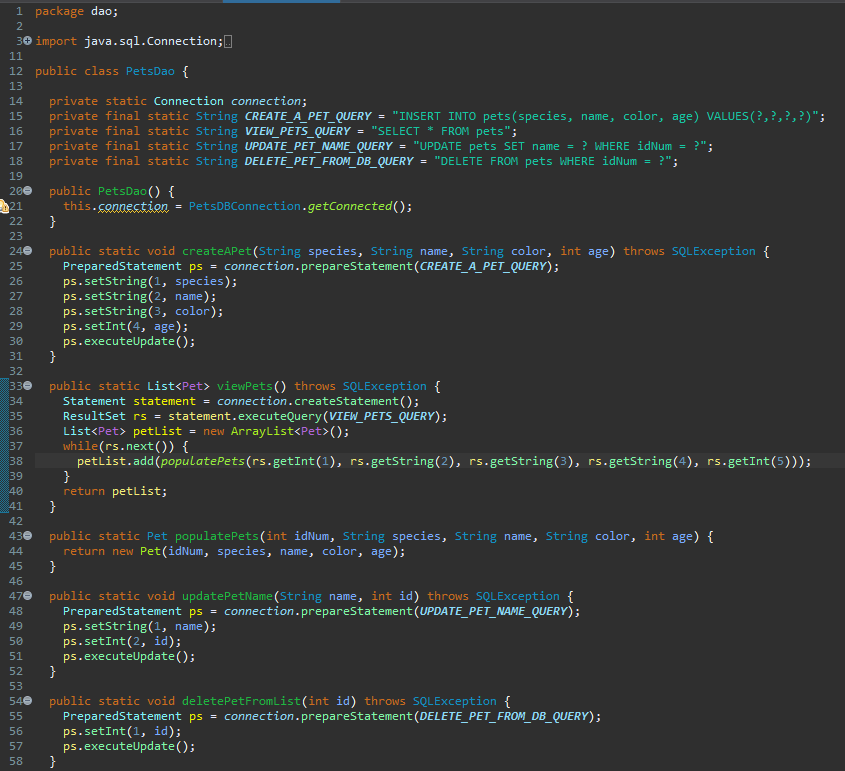 1 package dao;
2
3 import java.sql.Connection;
11
12 public class PetsDao {
13
14 private static Connection connection;
15 private final static String CREATE_A_PET_QUERY = "INSERT INTO pets(species, name, color, age) VALUES(?,?,?,?)";
16 private final static String VIEW_PETS_QUERY = "SELECT * FROM pets";
17 private final static String UPDATE_PET_NAME_QUERY = "UPDATE pets SET name = ? WHERE idNum = ?";
18 private final static String DELETE_PET_FROM_DB_QUERY = "DELETE FROM pets WHERE idNum = ?";
19
20 public PetsDao() {
21 this.connection = PetsDBConnection.getConnected();
22 }
23
24 public static void createAPet(String species, String name, String color, int age) throws SQLException {
25 PreparedStatement ps = connection.prepareStatement(CREATE_A_PET_QUERY);
26 ps.setString(1, species);
27 ps.setString(2, name);
28 ps.setString(3, color);
29 ps.setInt(4, age);
30 ps.executeUpdate();
31 }
32
33 public static List<Pet> viewPets() throws SQLException {
34 Statement statement = connection.createStatement();
35 ResultSet rs = statement.executeQuery(VIEW_PETS_QUERY);
36 List<Pet> petList = new ArrayList<Pet>();
37 while(rs.next()) {
38 petList.add(populatePets(rs.getInt(1), rs.getString(2), rs.getString(3), rs.getString(4), rs.getInt(5)));
39 }
40 return petList;
41 }
42
43 public static Pet populatePets(int idNum, String species, String name, String color, int age) {
44 return new Pet(idNum, species, name, color, age);
45 }
46
47 public static void updatePetName(String name, int id) throws SQLException {
48 PreparedStatement ps = connection.prepareStatement(UPDATE_PET_NAME_QUERY);
49 ps.setString(1, name);
50 ps.setInt(2, id);
51 ps.executeUpdate();
52 }
53
54 public static void deletePetFromList(int id) throws SQLException {
55 PreparedStatement ps = connection.prepareStatement(DELETE_PET_FROM_DB_QUERY);
56 ps.setInt(1, id);
57 ps.executeUpdate();
58 }